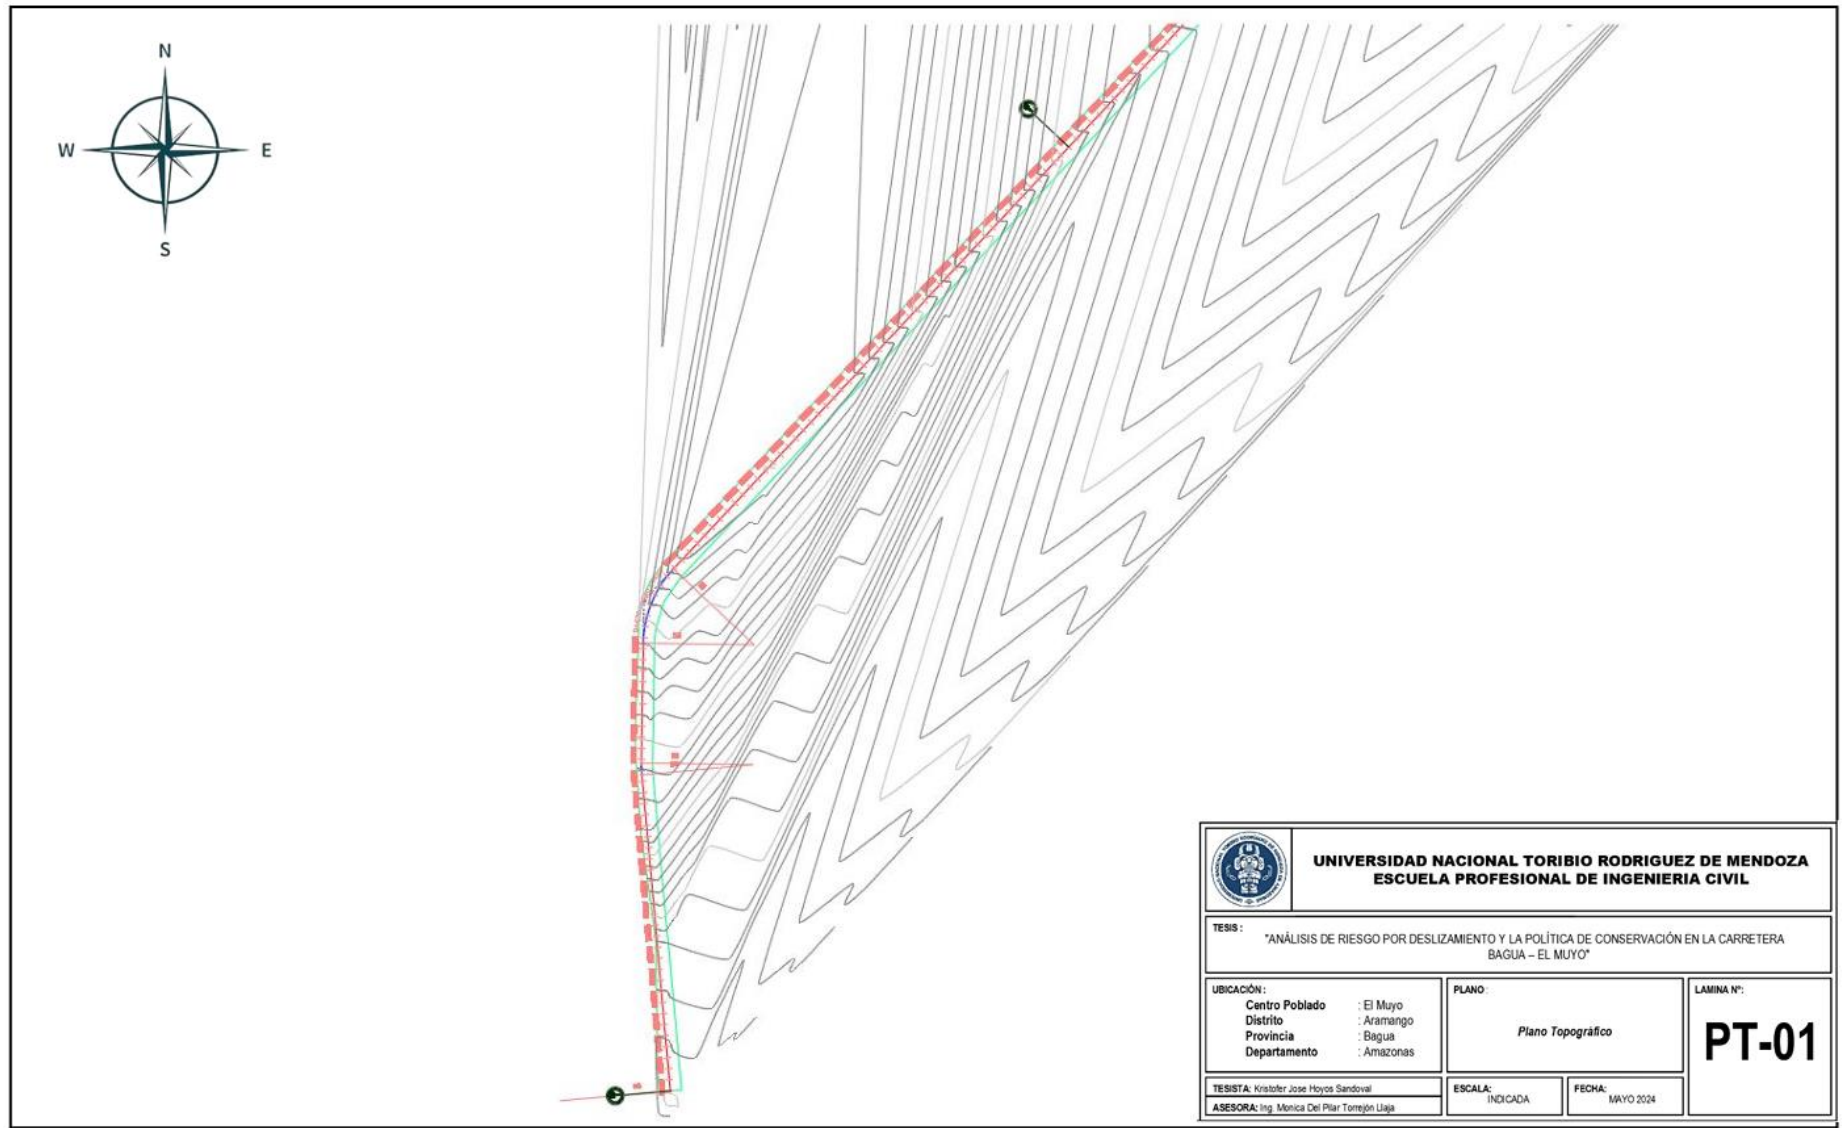 N
W
E
S
UNIVERSIDAD NACIONAL TORIBIO RODRIGUEZ DE MENDOZA
ESCUELA PROFESIONAL DE INGENIERIA CIVIL
TESIS :
"ANÁLISIS DE RIESGO POR DESLIZAMIENTO Y LA POLÍTICA DE CONSERVACIÓN EN LA CARRETERA
BAGUA – EL MUYO"
UBICACIÓN :
Centro Poblado : El Muyo
Distrito : Aramango
Provincia : Bagua
Departamento : Amazonas
PLANO :
Plano Topográfico
LAMINA Nº:
PT-01
TESISTA: Kristofer Jose Hoyos Sandoval
ASESORA: Ing. Monica Del Pilar Torrejón Llaja
ESCALA:
INDICADA
FECHA:
MAYO 2024